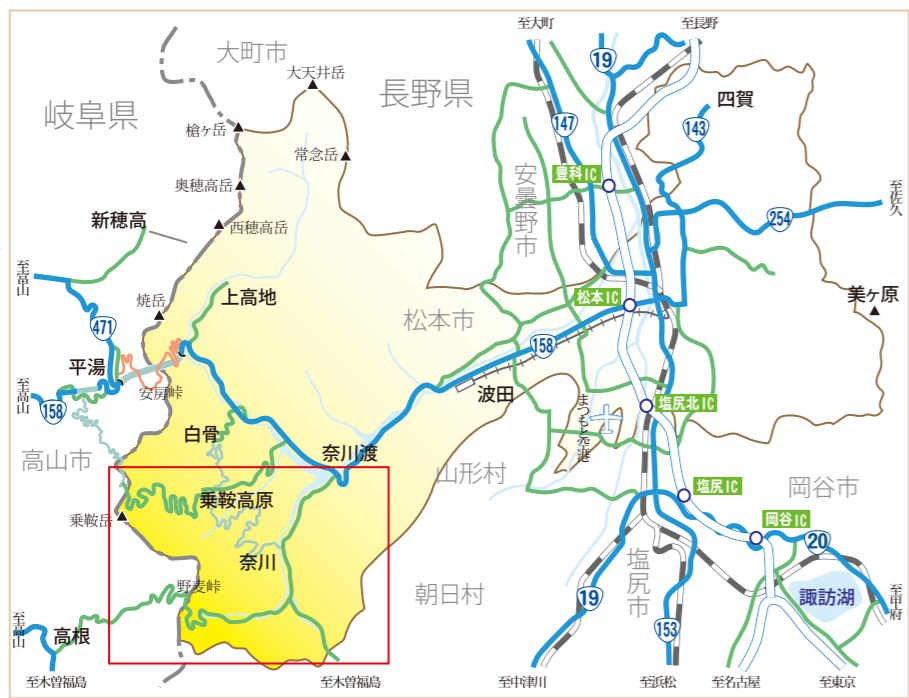 至大町
至長野
大町市
19
大天井岳
長野県
四賀
岐阜県
147
143
槍ヶ岳
常念岳
豊科IC
奥穂高岳
安曇野市
至佐久
新穂高
西穂高岳
254
至高山
上高地
美ヶ原
焼岳
松本IC
松本市
471
158
平湯
波田
至高山
安房峠
158
まつもと空港
塩尻北IC
白骨
奈川渡
高山市
山形村
塩尻IC
岡谷市
乗鞍高原
乗鞍岳
岡谷IC
20
奈川
塩尻市
野麦峠
朝日村
19
諏訪湖
至甲府
至高山
高根
153
至木曽福島
至木曽福島
至中津川
至浜松
至名古屋
至東京